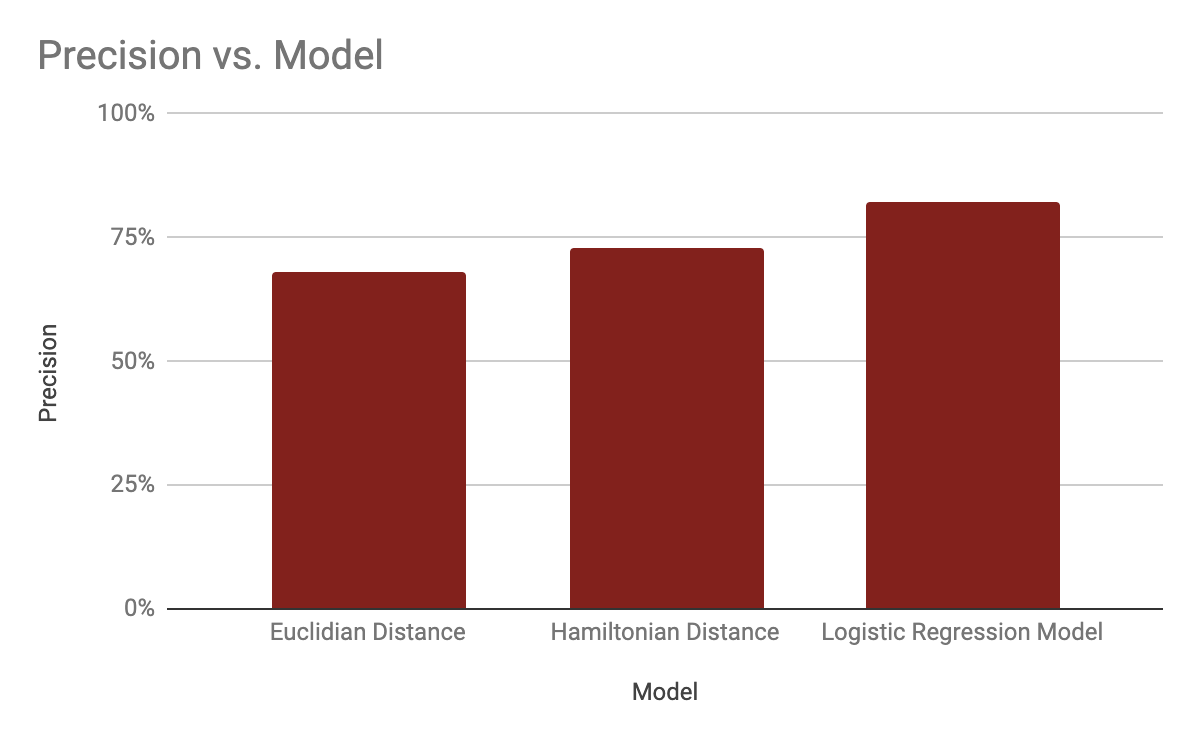 Precision vs. Model
100%
75%
50%
25%
0%
Precision
Euclidian Distance
Hamiltonian Distance
Logistic Regression Model
Model